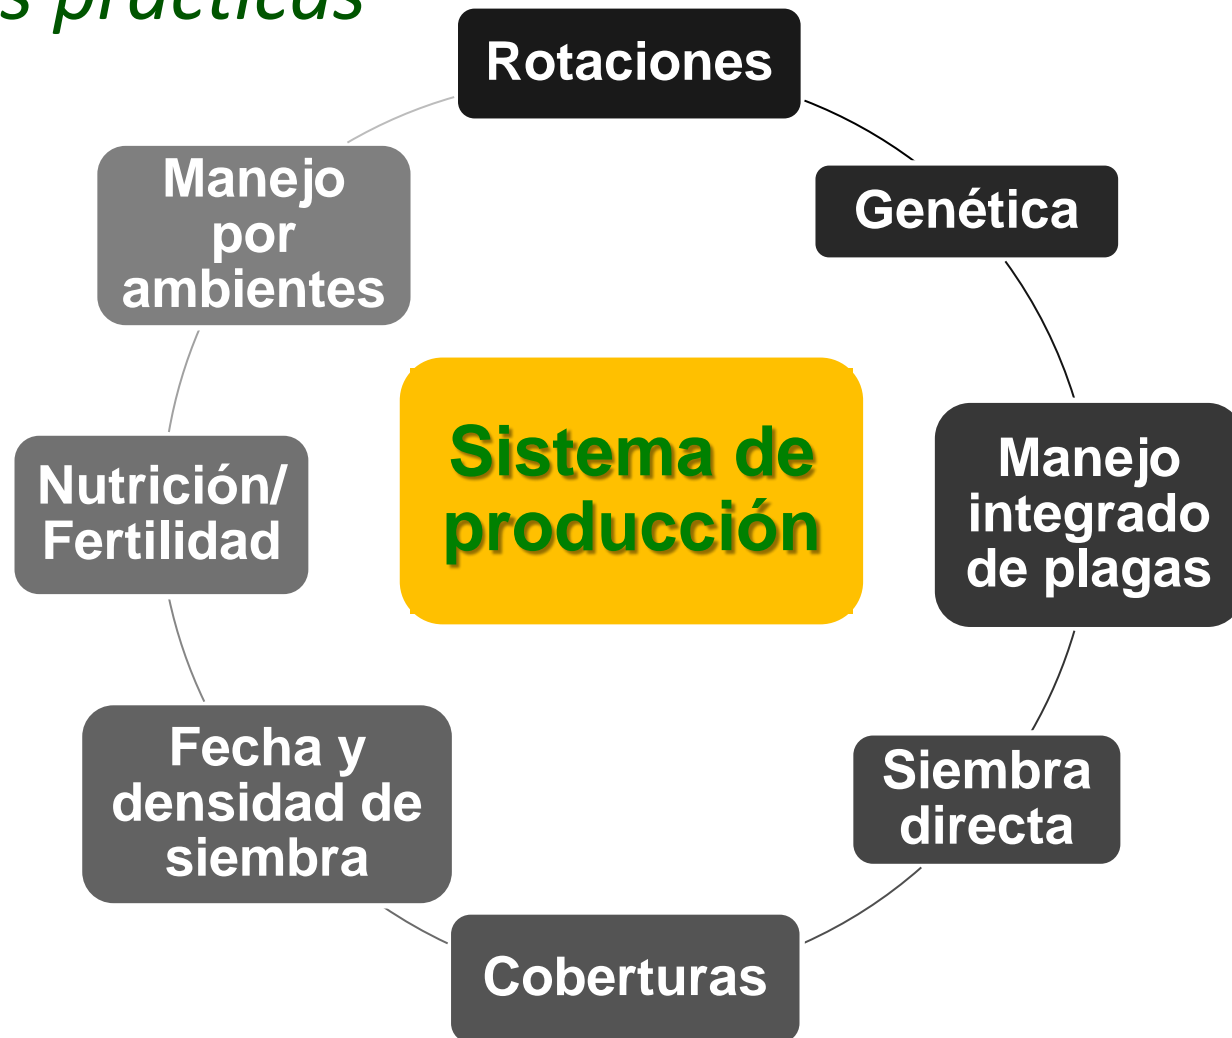 s prácticas
Rotaciones
Genética
Manejo
integrado
de plagas
Siembra
directa
Coberturas
Fecha y
densidad de
siembra
Nutrición/
Fertilidad
Manejo
por
ambientes
Sistema de
producción